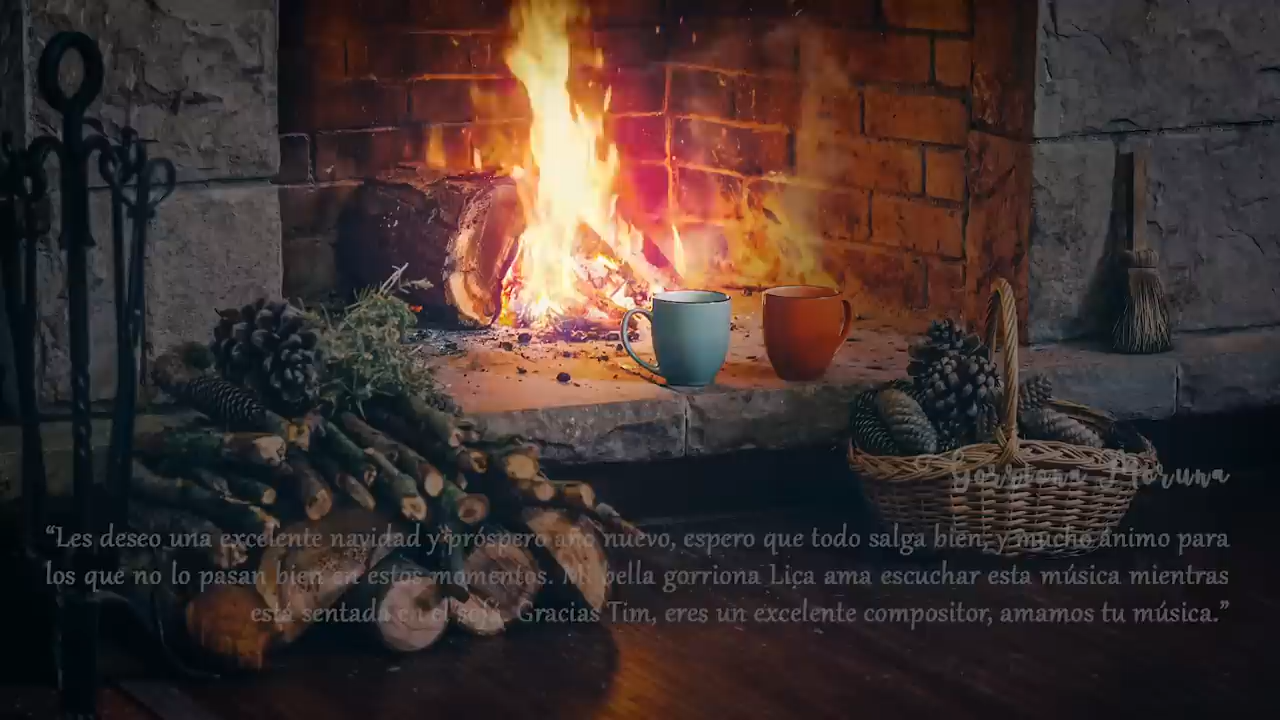 Gorriona Moruna
“Les deseo una excelente navidad y próspero año nuevo, espero que todo salga bien, y mucho ánimo para
los que no lo pasan bien en estos momentos. Mi bella gorriona Liça ama escuchar esta música mientras
está sentada en el sofá. Gracias Tim, eres un excelente compositor, amamos tu música.”